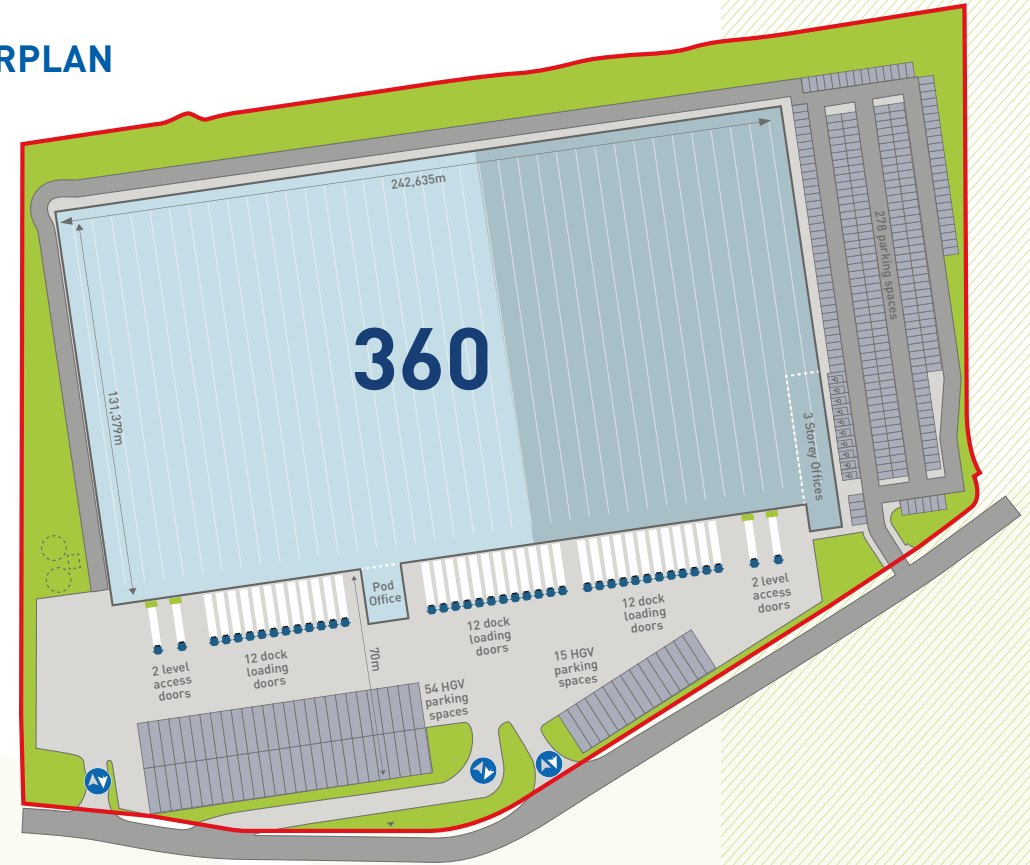 RPLAN
242,635m
278 parking spaces
360
131,379m
3 Storey Offices
Pod
Office
2 level
access
doors
12 dock
loading
doors
12 dock
loading
doors
2 level
access
doors
12 dock
loading
doors
70m
15 HGV
parking
spaces
54 HGV
parking
spaces